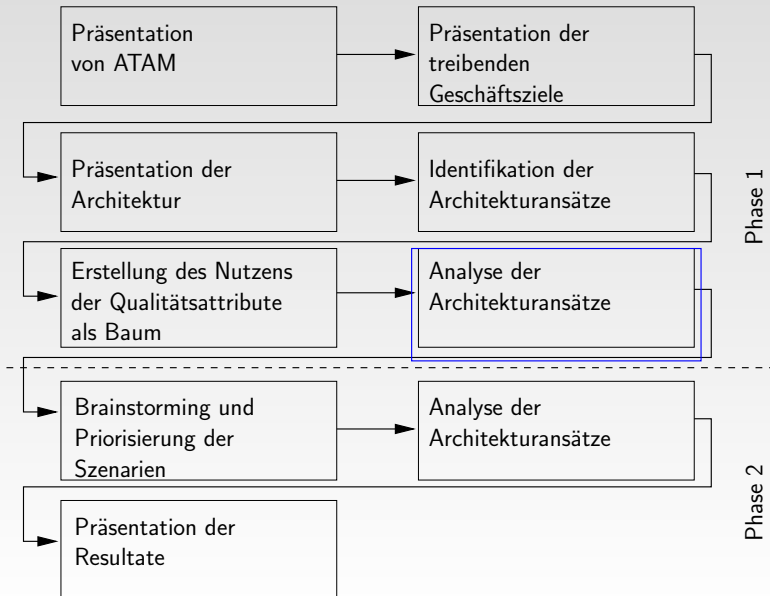 Präsentation
von ATAM
Präsentation der
treibenden
Geschäftsziele
Präsentation der
Architektur
Identifikation der
Architekturansätze
Erstellung des Nutzens
der Qualitätsattribute
als Baum
Analyse der
Architekturansätze
Phase 1
Brainstorming und
Priorisierung der
Szenarien
Analyse der
Architekturansätze
Präsentation der
Resultate
Phase 2